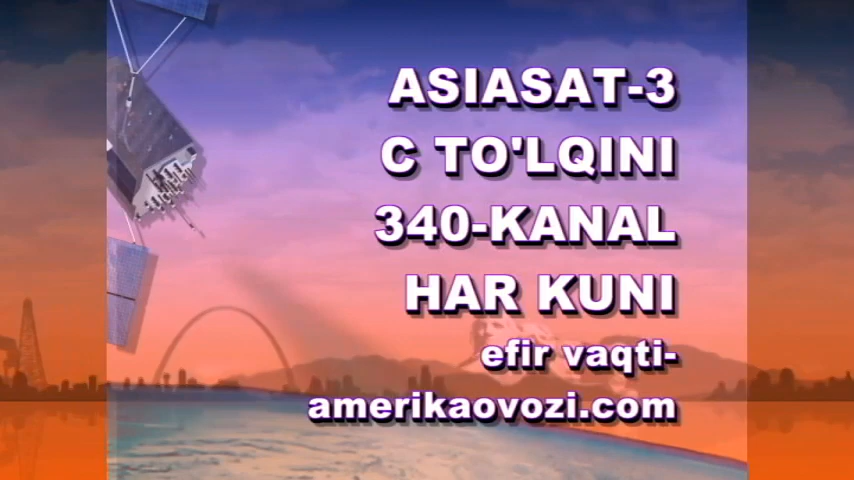 ASIASAT-3
C TO'LQINI
340-KANAL
HAR KUNI
efir vaqti-
amerikaovozi.com